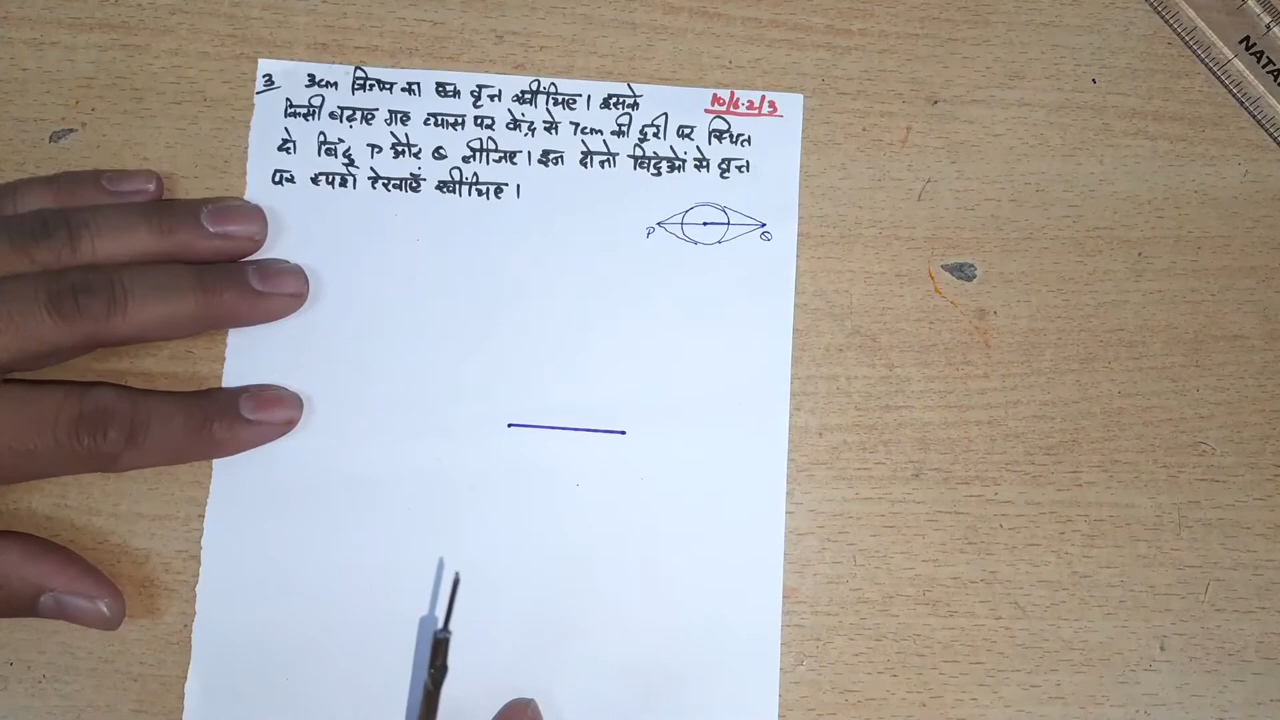 3 3cm त्रिज्या का एक वृत्त खींचिए। इसके
10/6.2/3
किसी बढ़ाए गए व्यास पर केंद्र से 7cm की दूरी पर स्थित
दो बिंदु P और Q लीजिए। इन दोनो बिंदुओं से वृत्त
पर स्पर्श रेखाएँ खींचिए।
P Q
NATA